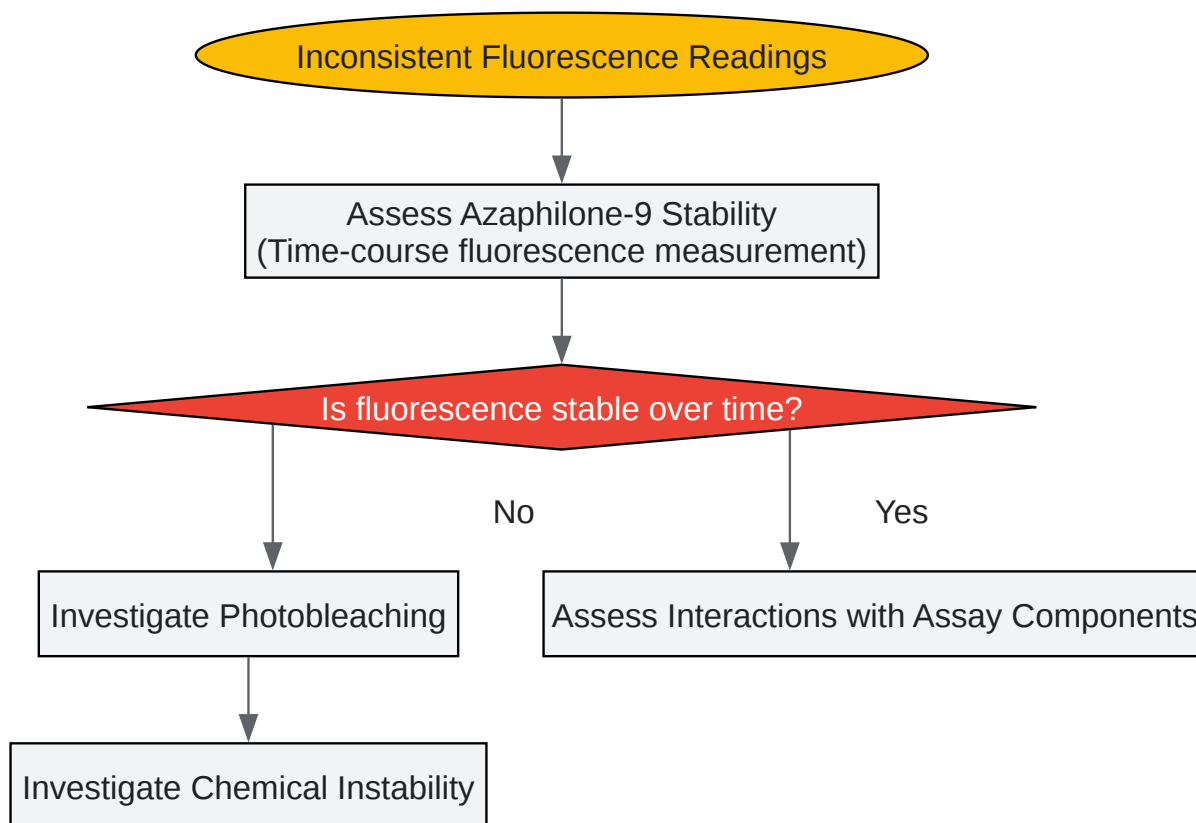 Inconsistent Fluorescence Readings
Assess Azaphilone-9 Stability
(Time-course fluorescence measurement)
Is fluorescence stable over time?
No
Yes
Investigate Photobleaching
Assess Interactions with Assay Components
Investigate Chemical Instability